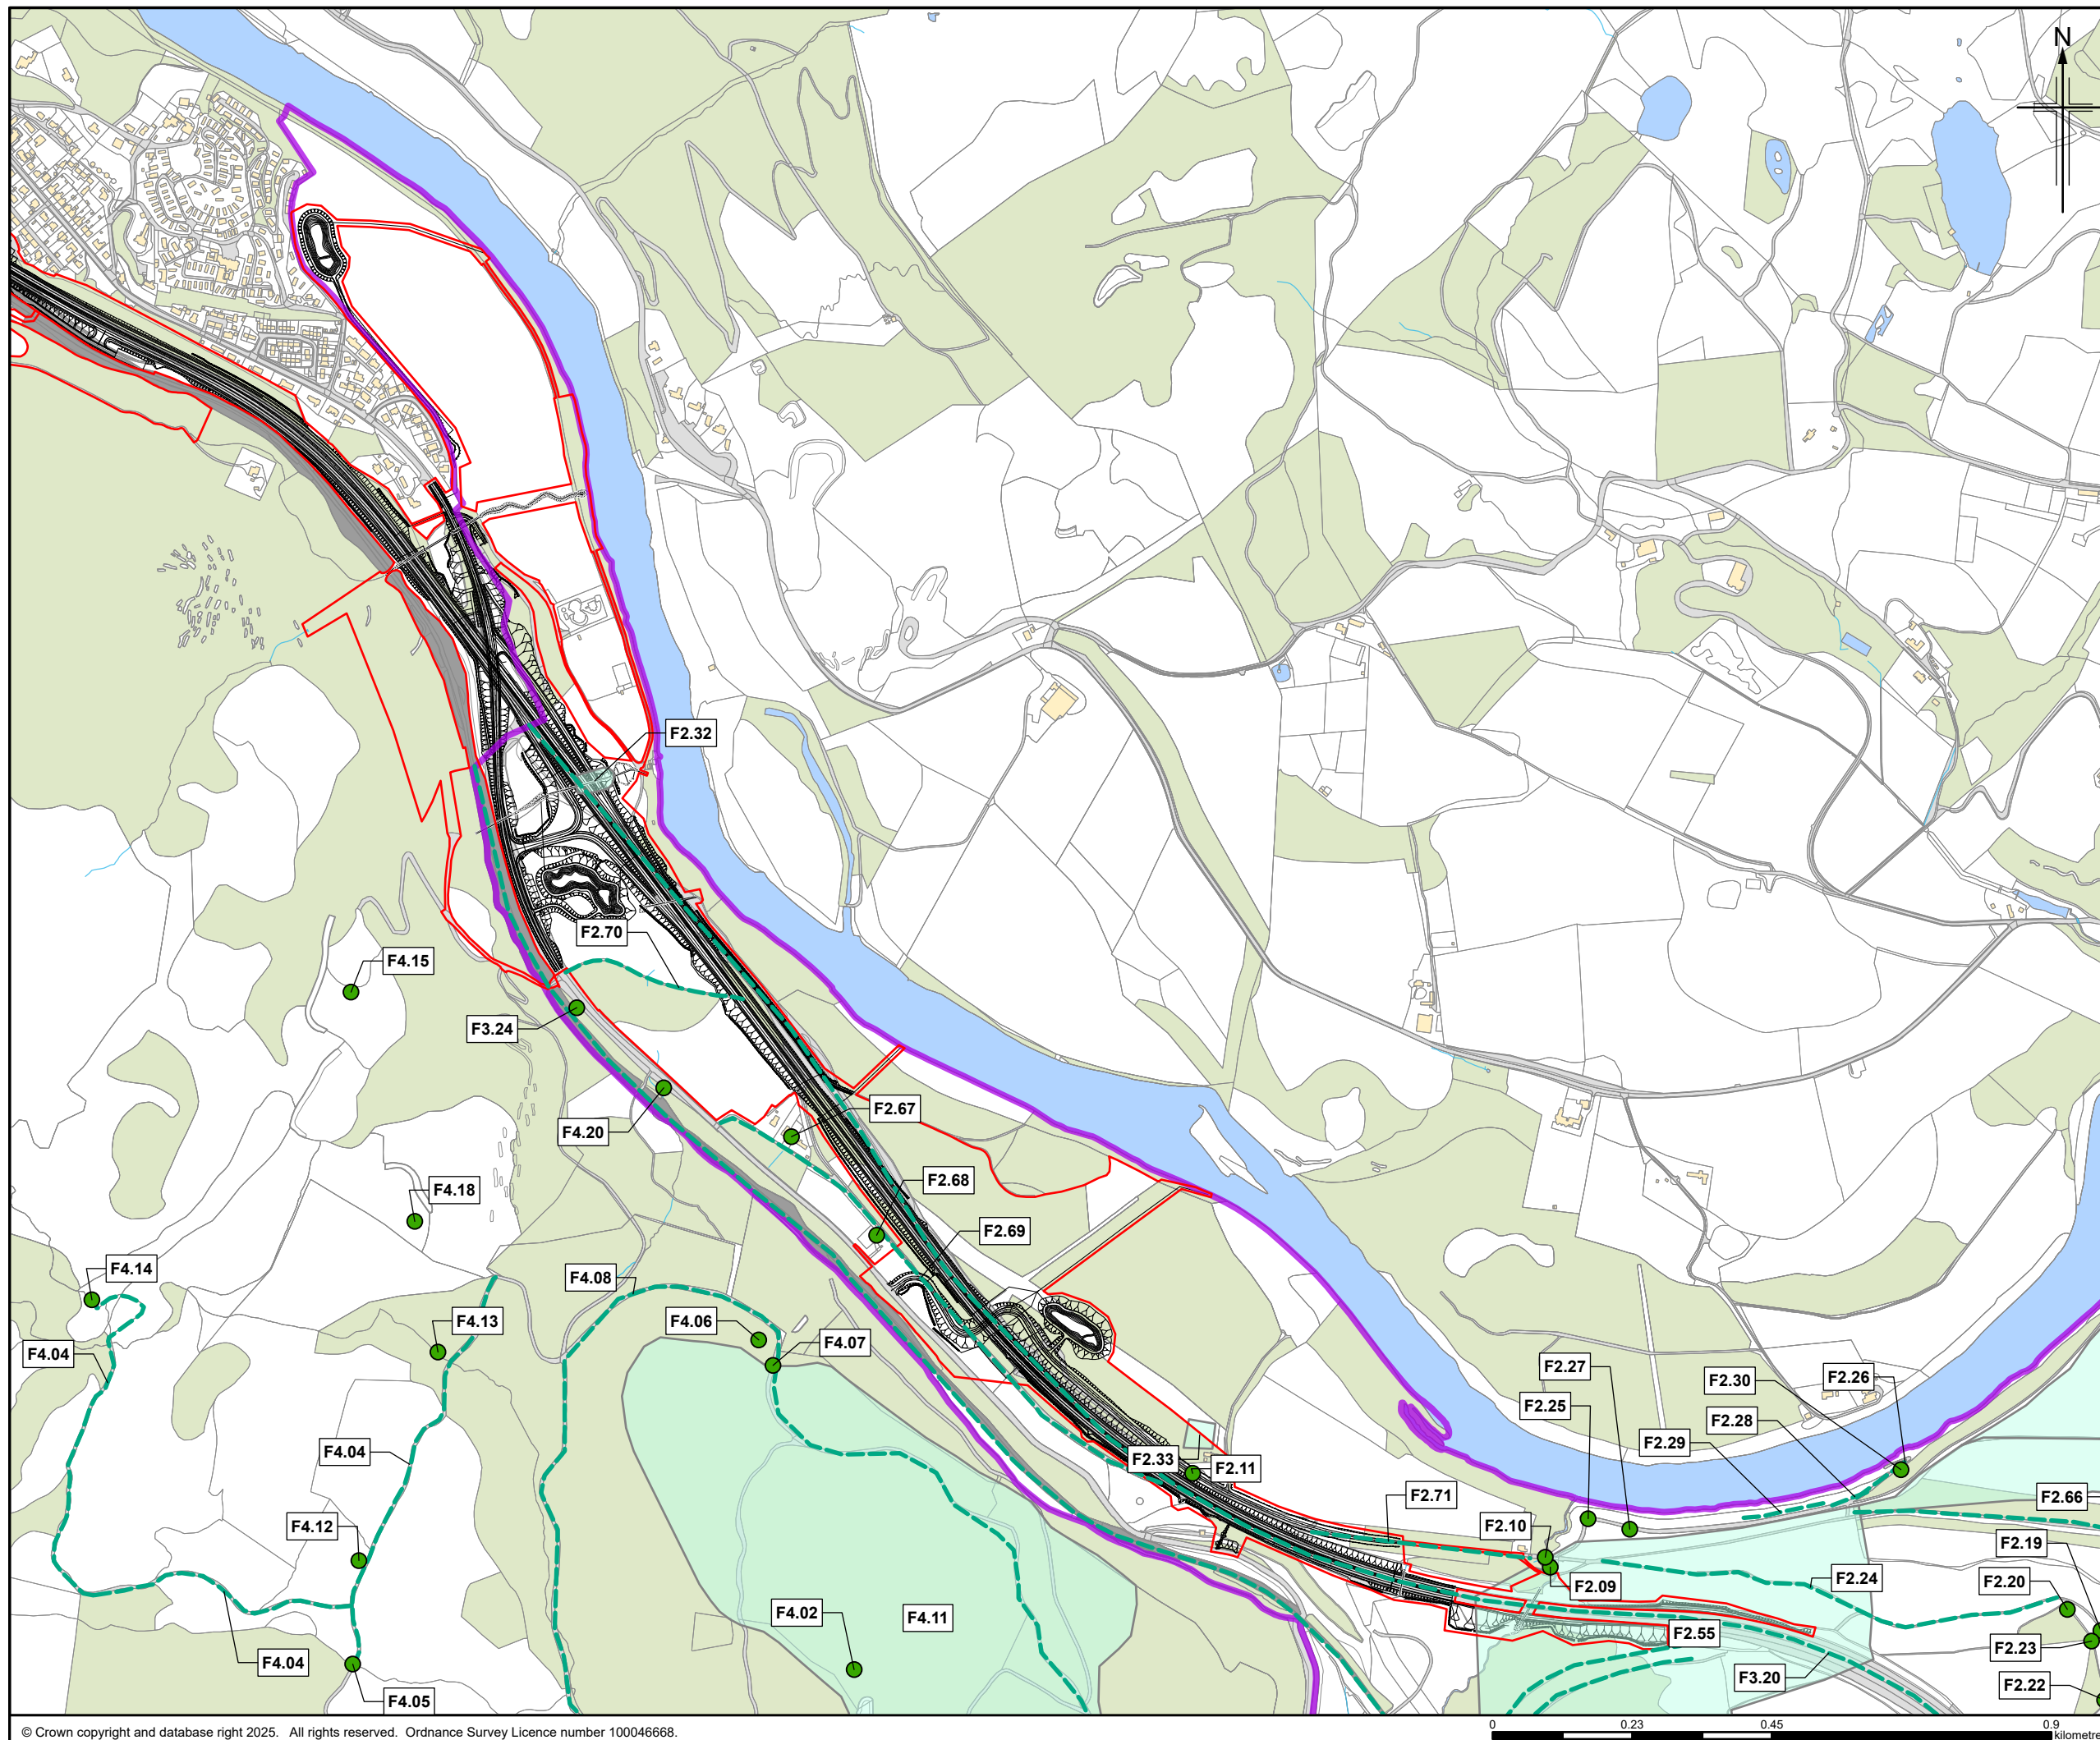 N
F2.32
F2.70
F4.15
F3.24
F2.67
F4.20
F2.68
F4.18
F2.69
F4.14
F4.08
F4.13
F4.06
F4.07
F4.04
F2.27
F2.30
F2.26
F2.25
F2.28
F2.29
F4.04
F2.33
F2.11
F2.71
F2.66
F4.12
F2.10
F2.19
F2.09
F2.24
F2.20
F4.02
F4.11
F2.55
F2.23
F4.04
F3.20
F2.22
F4.05
© Crown copyright and database right 2025. All rights reserved. Ordnance Survey Licence number 100046668.
0 0.23 0.45 0.9
kilometre